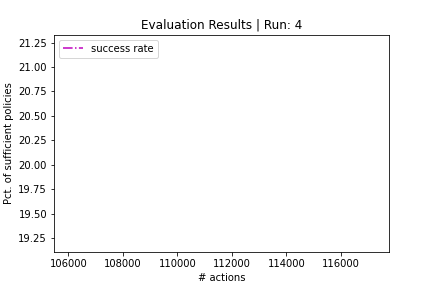 Evaluation Results | Run: 4
success rate
Pct. of sufficient policies
21.25
21.00
20.75
20.50
20.25
20.00
19.75
19.50
19.25
106000 108000 110000 112000 114000 116000
# actions